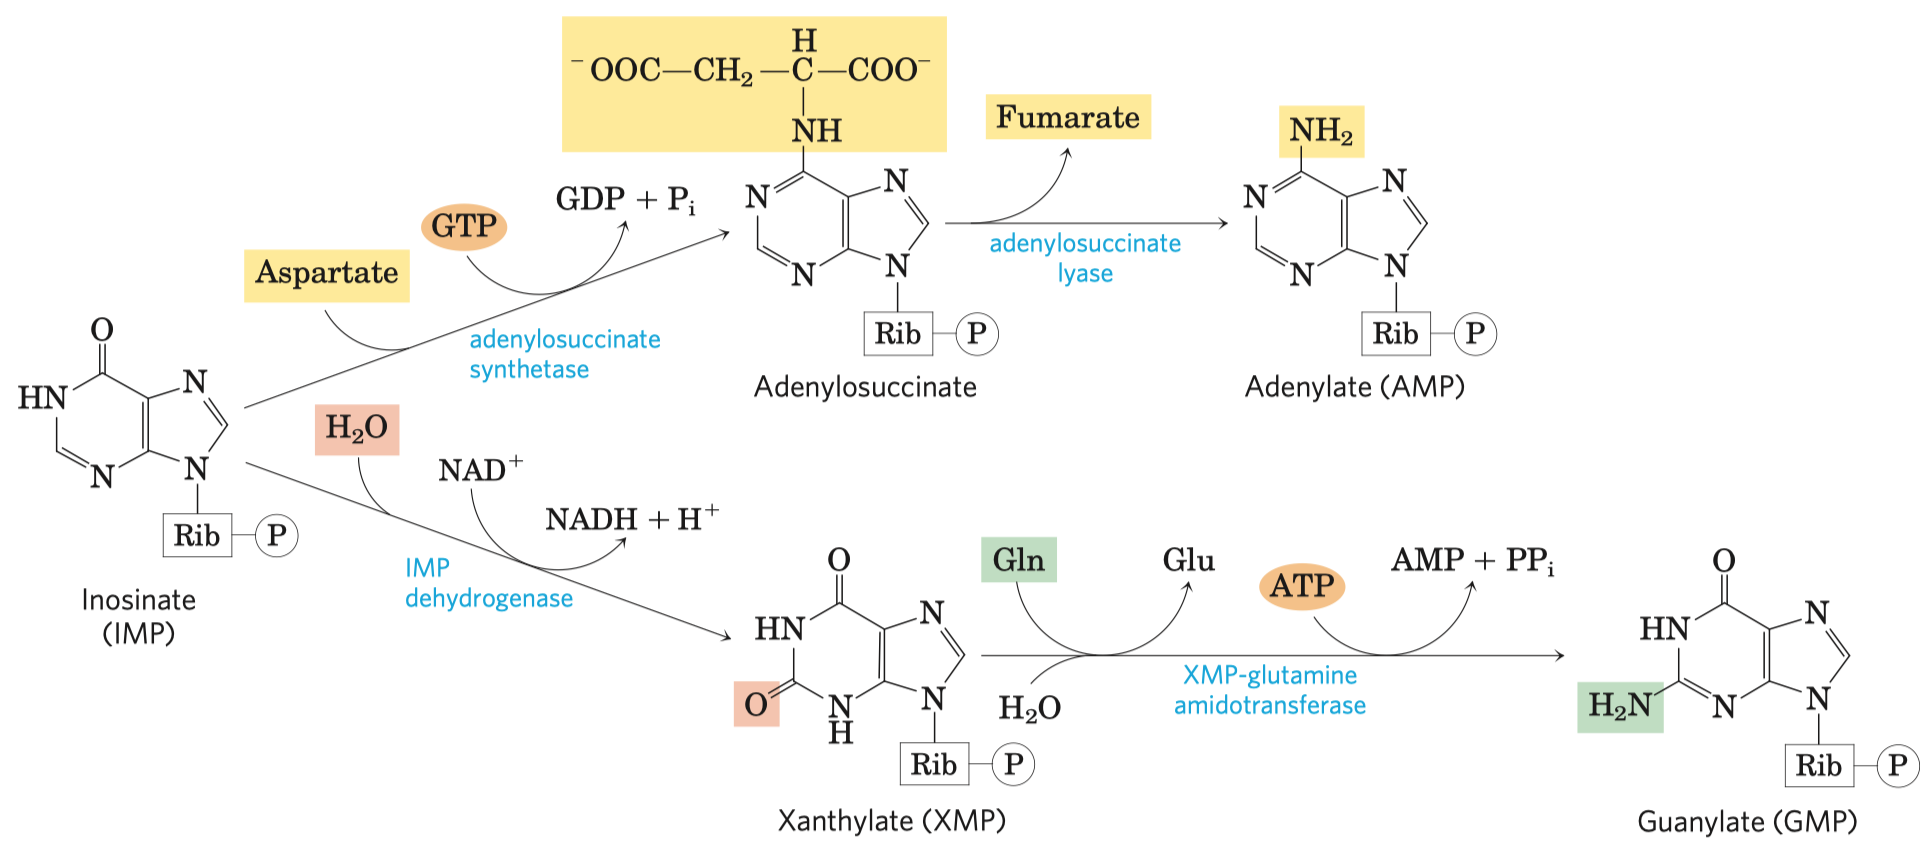 H
⁻OOC—CH₂—C—COO⁻
NH
Fumarate
NH₂
N
N
N
N
Rib
P
Adenylosuccinate
adenylosuccinate
lyase
N
N
N
N
Rib
P
Adenylate (AMP)
GDP + Pᵢ
GTP
Aspartate
adenylosuccinate
synthetase
O
HN
N
N
N
Rib
P
Inosinate
(IMP)
H₂O
NAD⁺
NADH + H⁺
IMP
dehydrogenase
O
HN
N
O
N
H
N
Rib
P
Xanthylate (XMP)
Gln
Glu
ATP
AMP + PPᵢ
H₂O
XMP-glutamine
amidotransferase
O
HN
N
H₂N
N
N
Rib
P
Guanylate (GMP)